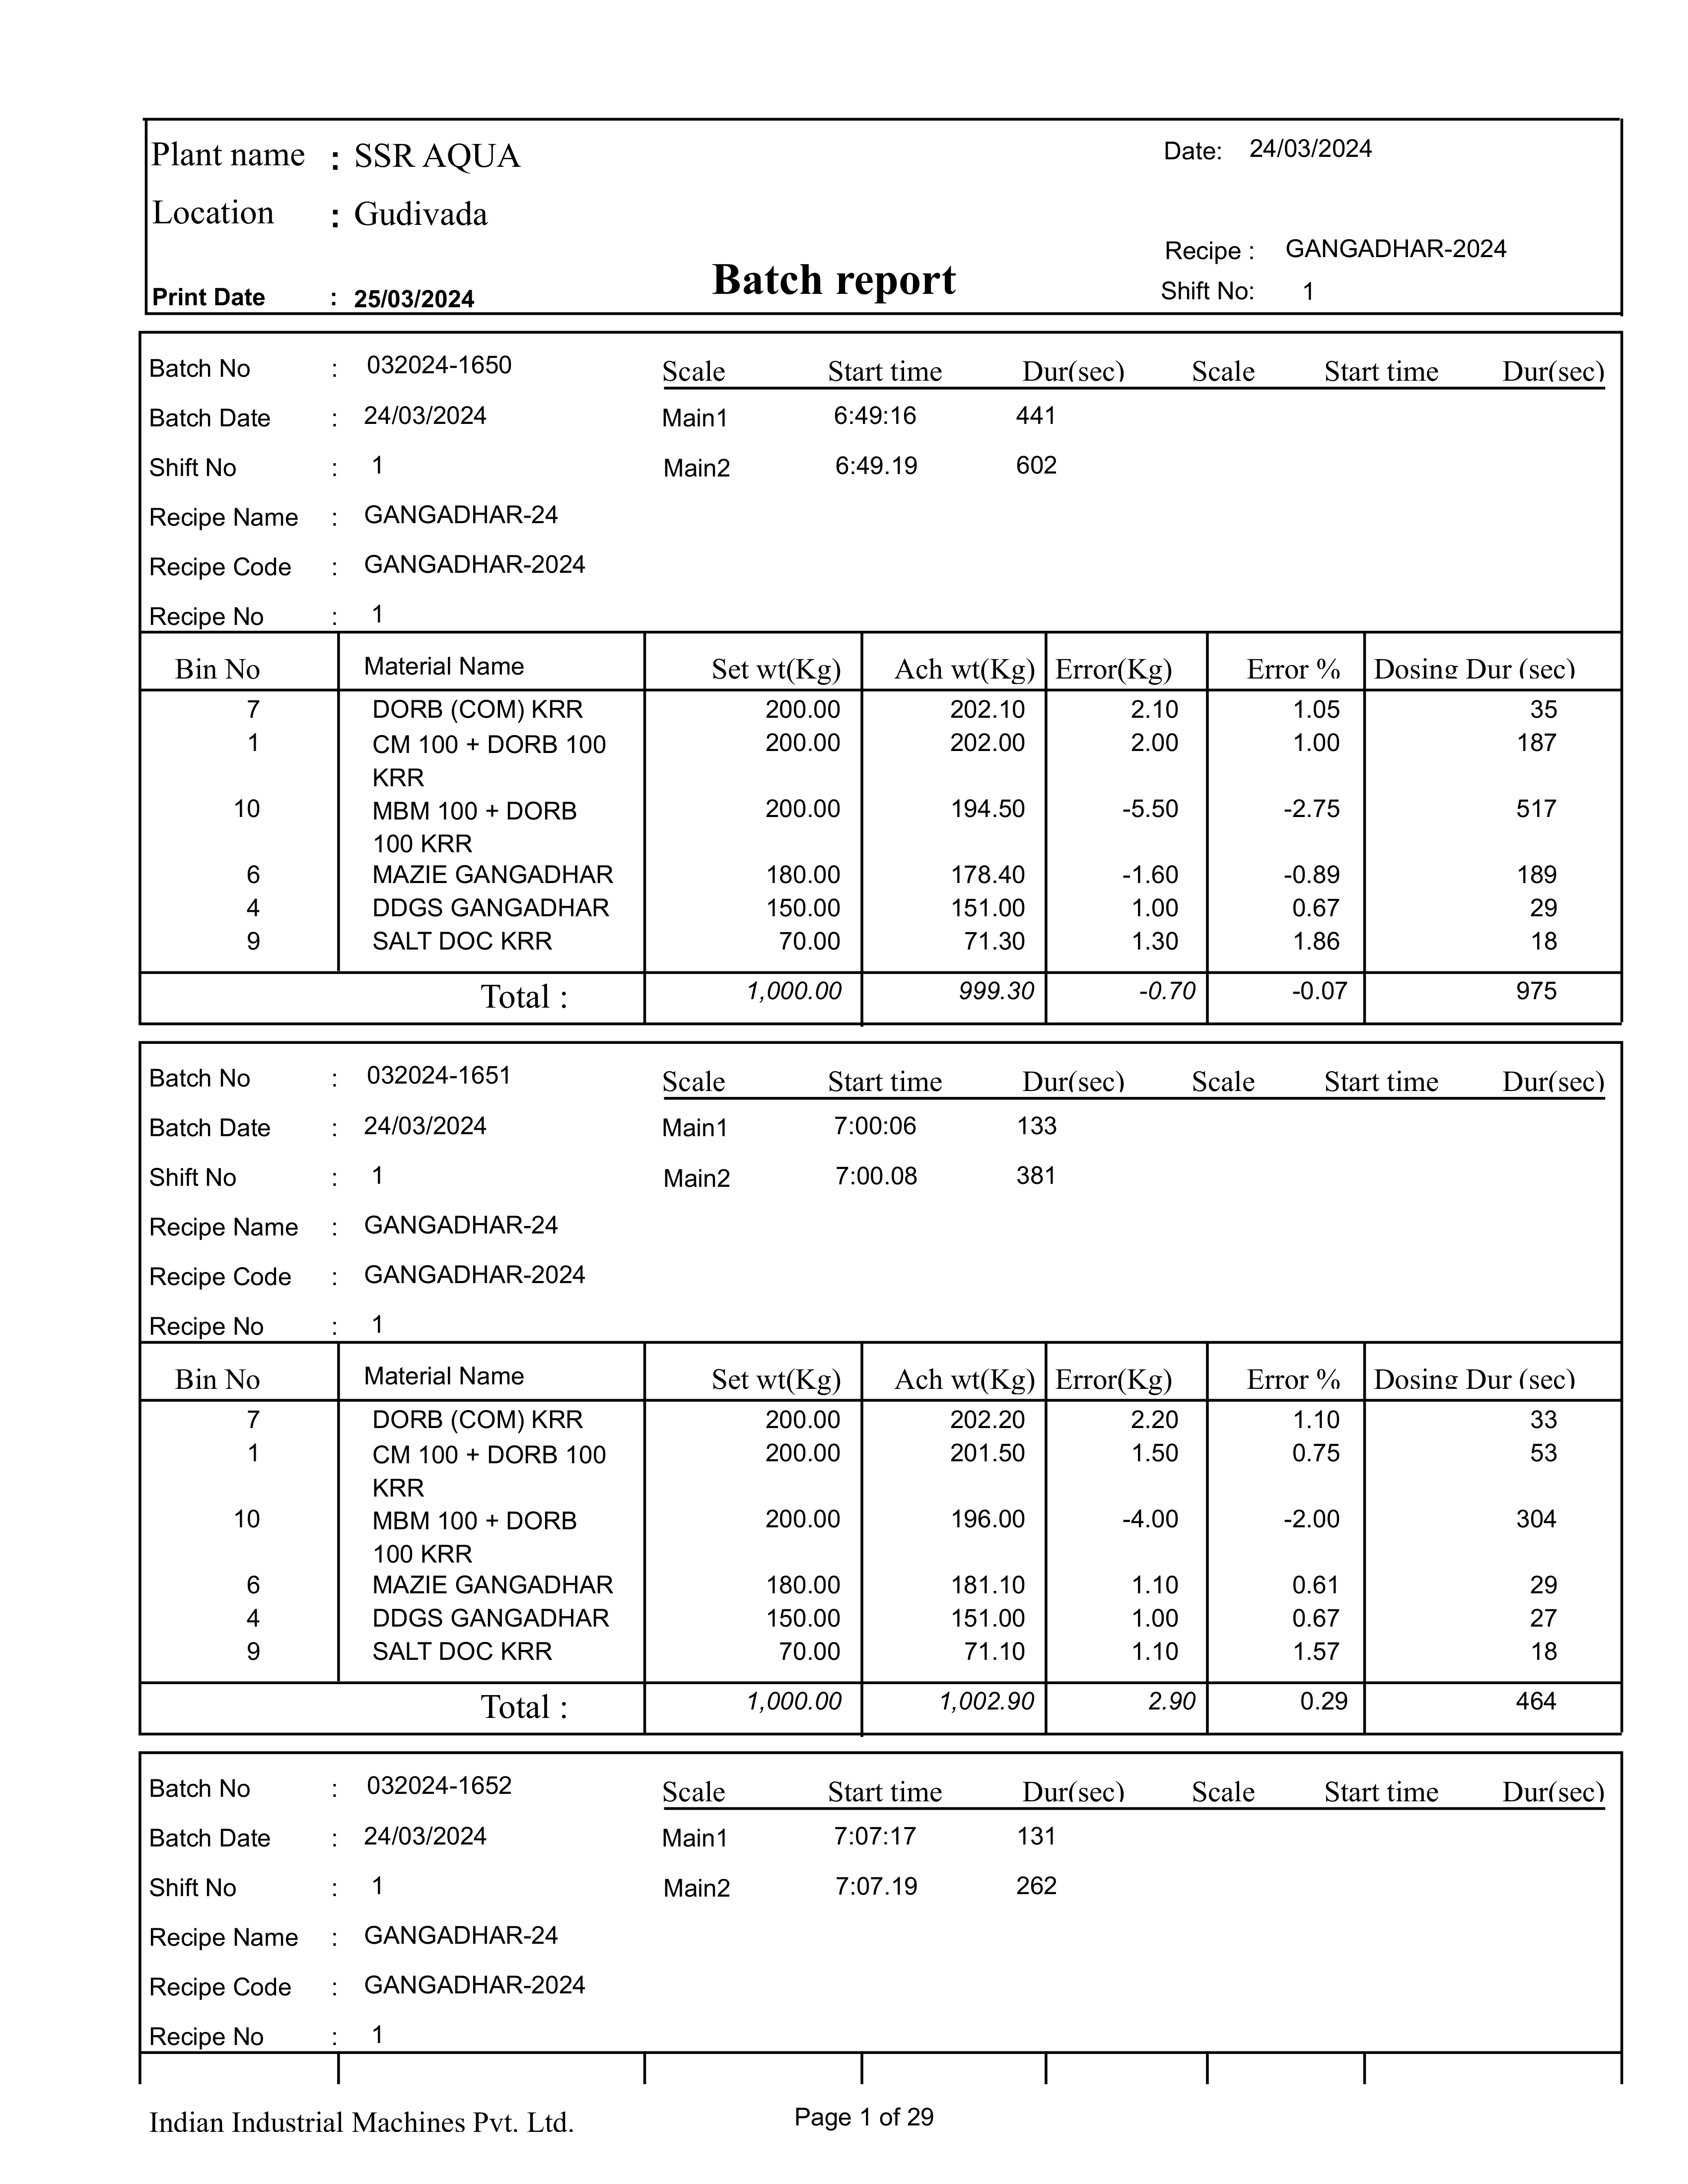 Plant name : SSR AQUA
Date: 24/03/2024
Location : Gudivada
Recipe : GANGADHAR-2024
Print Date : 25/03/2024
Batch report
Shift No: 1
Batch No : 032024-1650
Scale Start time Dur(sec) Scale Start time Dur(sec)
Batch Date : 24/03/2024
Main1 6:49:16 441
Shift No : 1
Main2 6:49.19 602
Recipe Name : GANGADHAR-24
Recipe Code : GANGADHAR-2024
Recipe No : 1
Bin No Material Name Set wt(Kg) Ach wt(Kg) Error(Kg) Error % Dosing Dur (sec)
7 DORB (COM) KRR 200.00 202.10 2.10 1.05 35
1 CM 100 + DORB 100 200.00 202.00 2.00 1.00 187
KRR
10 MBM 100 + DORB 200.00 194.50 -5.50 -2.75 517
100 KRR
6 MAZIE GANGADHAR 180.00 178.40 -1.60 -0.89 189
4 DDGS GANGADHAR 150.00 151.00 1.00 0.67 29
9 SALT DOC KRR 70.00 71.30 1.30 1.86 18
Total : 1,000.00 999.30 -0.70 -0.07 975
Batch No : 032024-1651
Scale Start time Dur(sec) Scale Start time Dur(sec)
Batch Date : 24/03/2024
Main1 7:00:06 133
Shift No : 1
Main2 7:00.08 381
Recipe Name : GANGADHAR-24
Recipe Code : GANGADHAR-2024
Recipe No : 1
Bin No Material Name Set wt(Kg) Ach wt(Kg) Error(Kg) Error % Dosing Dur (sec)
7 DORB (COM) KRR 200.00 202.20 2.20 1.10 33
1 CM 100 + DORB 100 200.00 201.50 1.50 0.75 53
KRR
10 MBM 100 + DORB 200.00 196.00 -4.00 -2.00 304
100 KRR
6 MAZIE GANGADHAR 180.00 181.10 1.10 0.61 29
4 DDGS GANGADHAR 150.00 151.00 1.00 0.67 27
9 SALT DOC KRR 70.00 71.10 1.10 1.57 18
Total : 1,000.00 1,002.90 2.90 0.29 464
Batch No : 032024-1652
Scale Start time Dur(sec) Scale Start time Dur(sec)
Batch Date : 24/03/2024
Main1 7:07:17 131
Shift No : 1
Main2 7:07.19 262
Recipe Name : GANGADHAR-24
Recipe Code : GANGADHAR-2024
Recipe No : 1
Indian Industrial Machines Pvt. Ltd.
Page 1 of 29